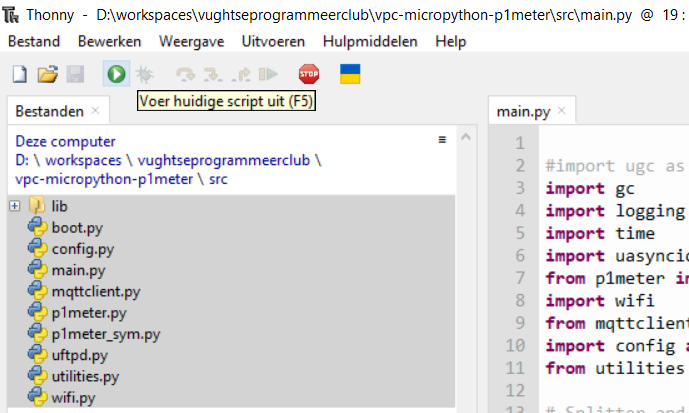 Thonny - D:\workspaces\vughtseprogrammeerclub\vpc-micropython-p1meter\src\main.py @ 19 :
Bestand Bewerken Weergave Uitvoeren Hulpmiddelen Help
STOP
Voer huidige script uit (F5)
Bestanden ×
Deze computer
D: \ workspaces \ vughtseprogrammeerclub \
vpc-micropython-p1meter \ src
lib
boot.py
config.py
main.py
mqttclient.py
p1meter.py
p1meter_sym.py
uftpd.py
utilities.py
wifi.py
main.py ×
1
2 #import ugc as
3 import gc
4 import logging
5 import time
6 import uasyncio
7 from p1meter im
8 import wifi
9 from mqttclient
10 import config a
11 from utilities
12
13 # Splitter and